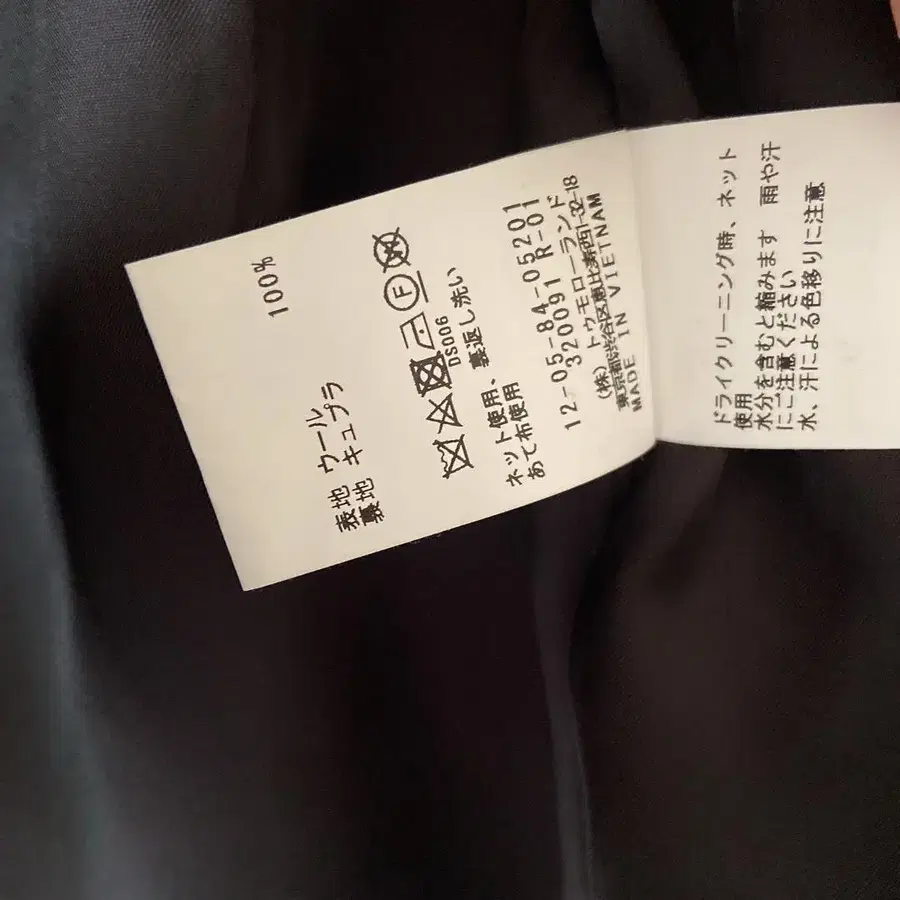 表地 ウール 100%
裏地 キュプラ
F
DS006
ネット使用、裏返し洗い
あて布使用
12-05-84-05201
320091 R-01
(株)トゥモローランド
東京都渋谷区恵比寿西1-32-18
MADE IN VIETNAM
ドライクリーニング時、ネット
使用
水分を含むと縮みます 雨や汗
にご注意ください
水、汗による色移りに注意